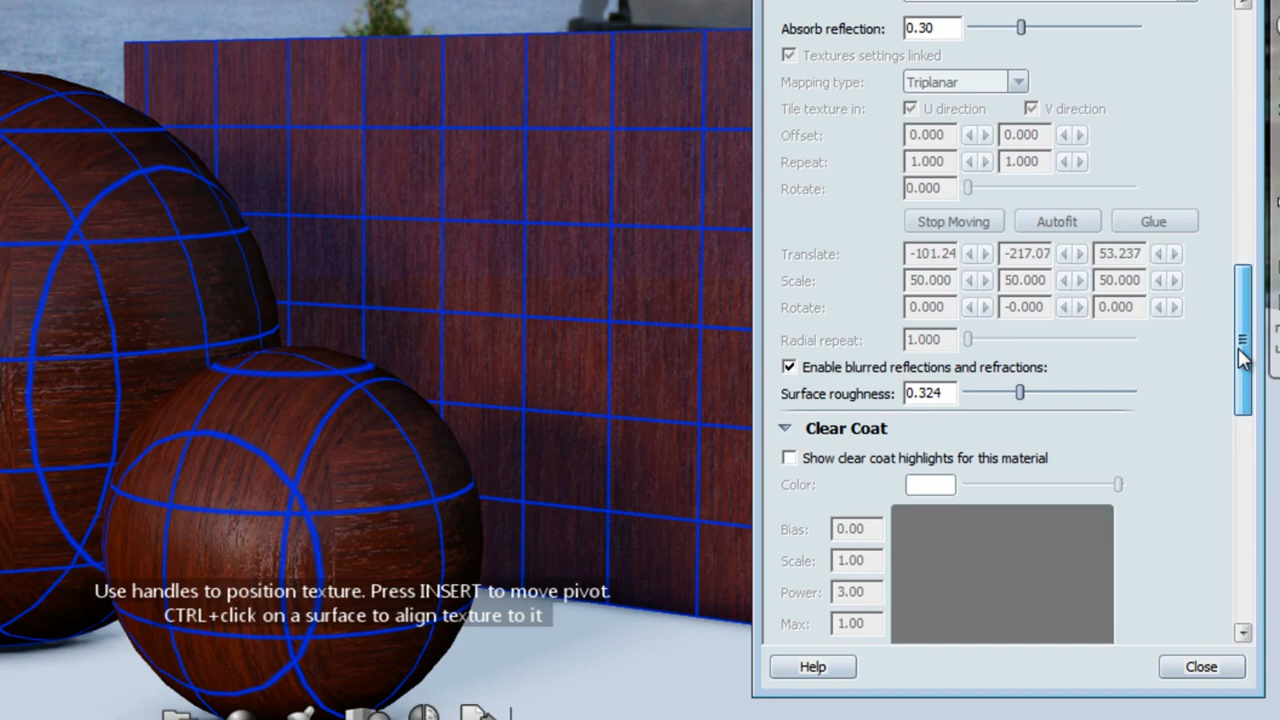 Absorb reflection: 0.30
Textures settings linked
Mapping type: Triplanar
Tile texture in: U direction V direction
Offset: 0.000 0.000
Repeat: 1.000 1.000
Rotate: 0.000
Stop Moving Autofit Glue
Translate: -101.24 -217.07 53.237
Scale: 50.000 50.000 50.000
Rotate: 0.000 -0.000 0.000
Radial repeat: 1.000
Enable blurred reflections and refractions:
Surface roughness: 0.324
Clear Coat
Show clear coat highlights for this material
Color:
Bias: 0.00
Scale: 1.00
Power: 3.00
Max: 1.00
Help Close
Use handles to position texture. Press INSERT to move pivot.
CTRL+click on a surface to align texture to it